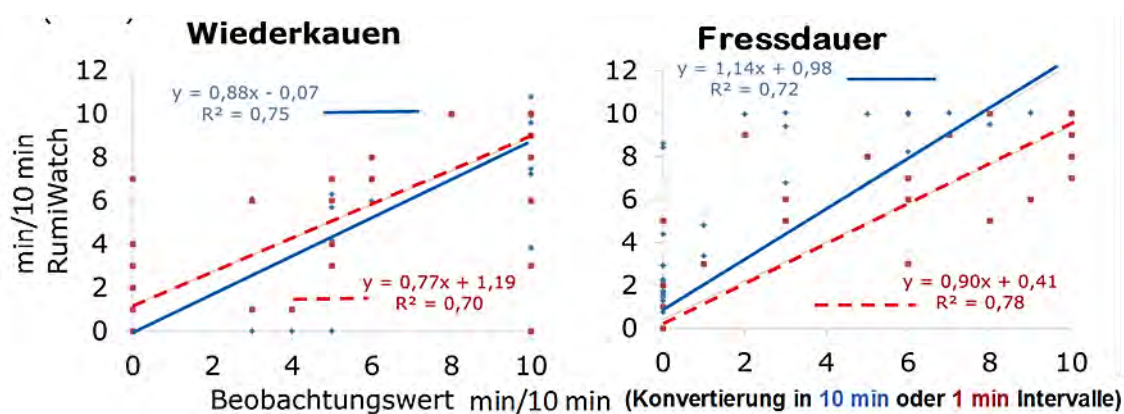 Wiederkauen
Fressdauer
min/10 min
RumiWatch
12
10
8
6
4
2
0
y = 0,88x - 0,07
R² = 0,75
y = 0,77x + 1,19
R² = 0,70
0
2
4
6
8
10
12
10
8
6
4
2
0
y = 1,14x + 0,98
R² = 0,72
y = 0,90x + 0,41
R² = 0,78
0
2
4
6
8
10
Beobachtungswert min/10 min (Konvertierung in 10 min oder 1 min Intervalle)